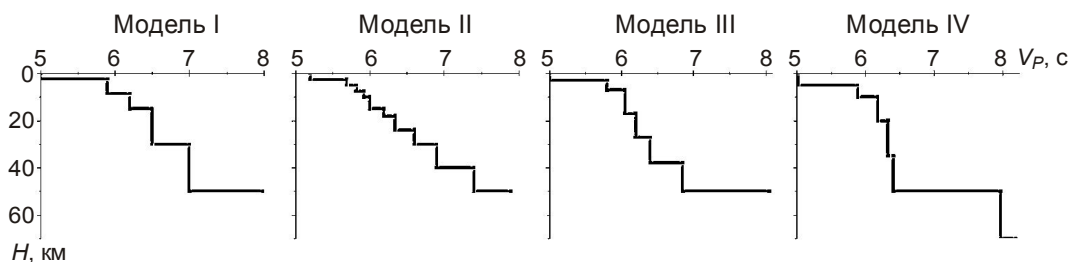 Модель I Модель II Модель III Модель IV
5 6 7 8 5 6 7 8 5 6 7 8 5 6 7 8 V_P, с
0
20
40
60
H, км